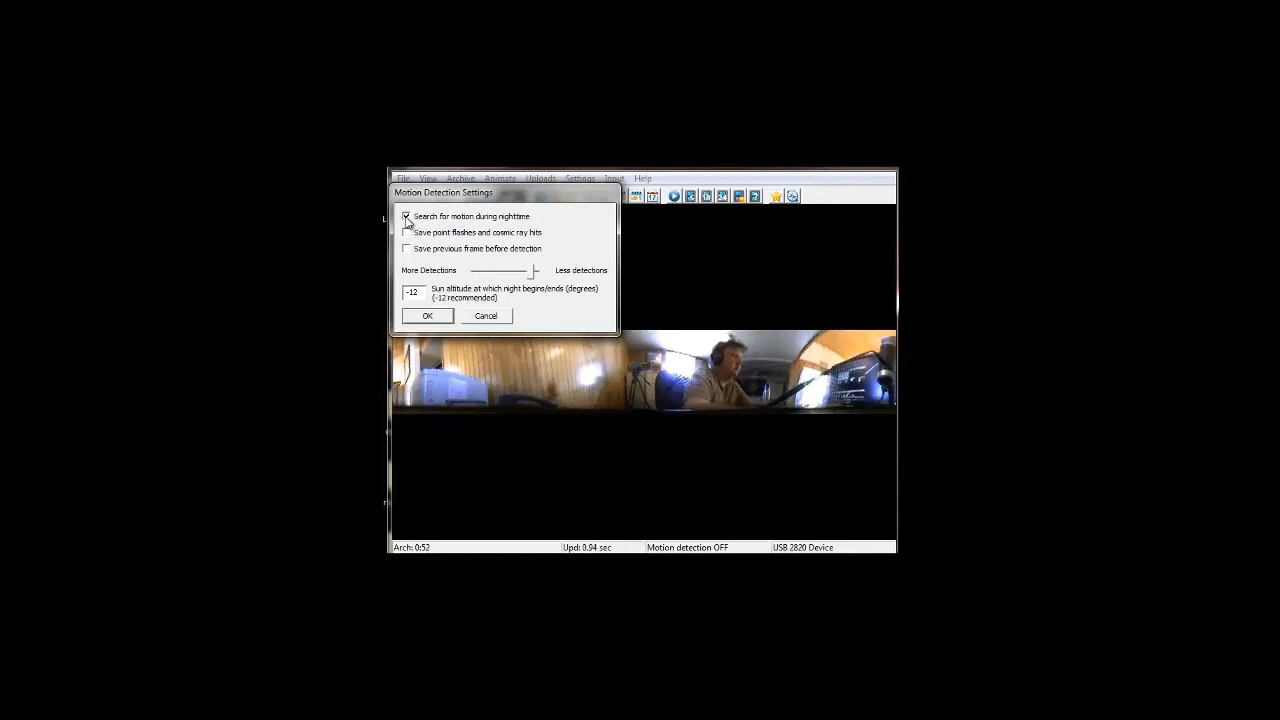 File View Archive Animate Uploads Settings Input Help
Motion Detection Settings
Search for motion during nighttime
Save point flashes and cosmic ray hits
Save previous frame before detection
More Detections Less detections
-12 Sun altitude at which night begins/ends (degrees)
(-12 recommended)
OK Cancel
Arch: 0:52 Upd: 0.94 sec Motion detection OFF USB 2820 Device